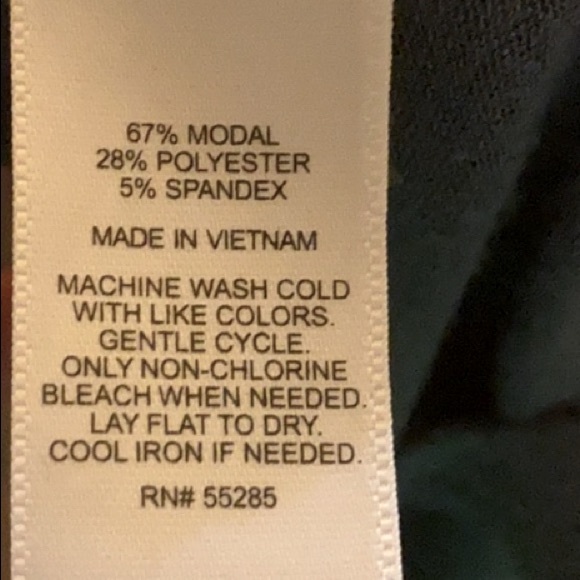 67% MODAL
28% POLYESTER
5% SPANDEX
MADE IN VIETNAM
MACHINE WASH COLD
WITH LIKE COLORS.
GENTLE CYCLE.
ONLY NON-CHLORINE
BLEACH WHEN NEEDED.
LAY FLAT TO DRY.
COOL IRON IF NEEDED.
RN# 55285